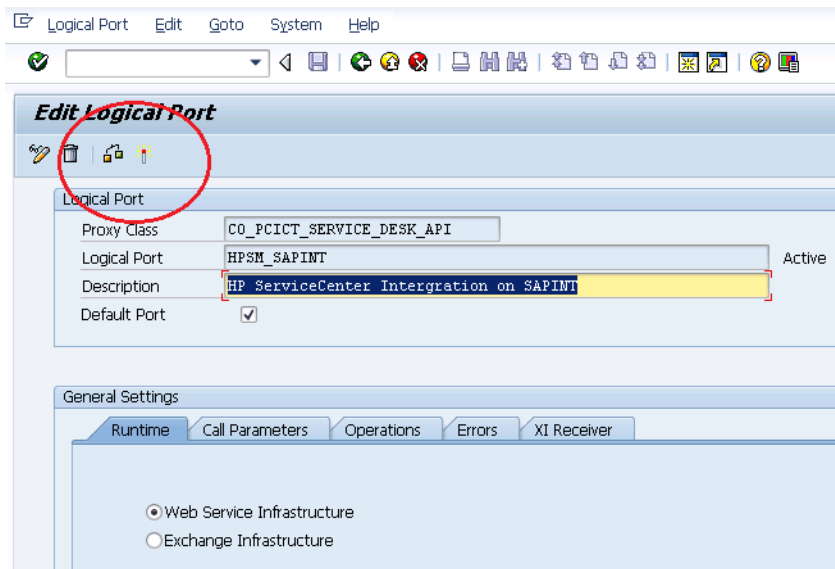 Logical Port Edit Goto System Help
Edit Logical Port
Logical Port
Proxy Class CO_PCICT_SERVICE_DESK_API
Logical Port HPSM_SAPINT Active
Description HP ServiceCenter Intergration on SAPINT
Default Port
General Settings
Runtime Call Parameters Operations Errors XI Receiver
Web Service Infrastructure
Exchange Infrastructure